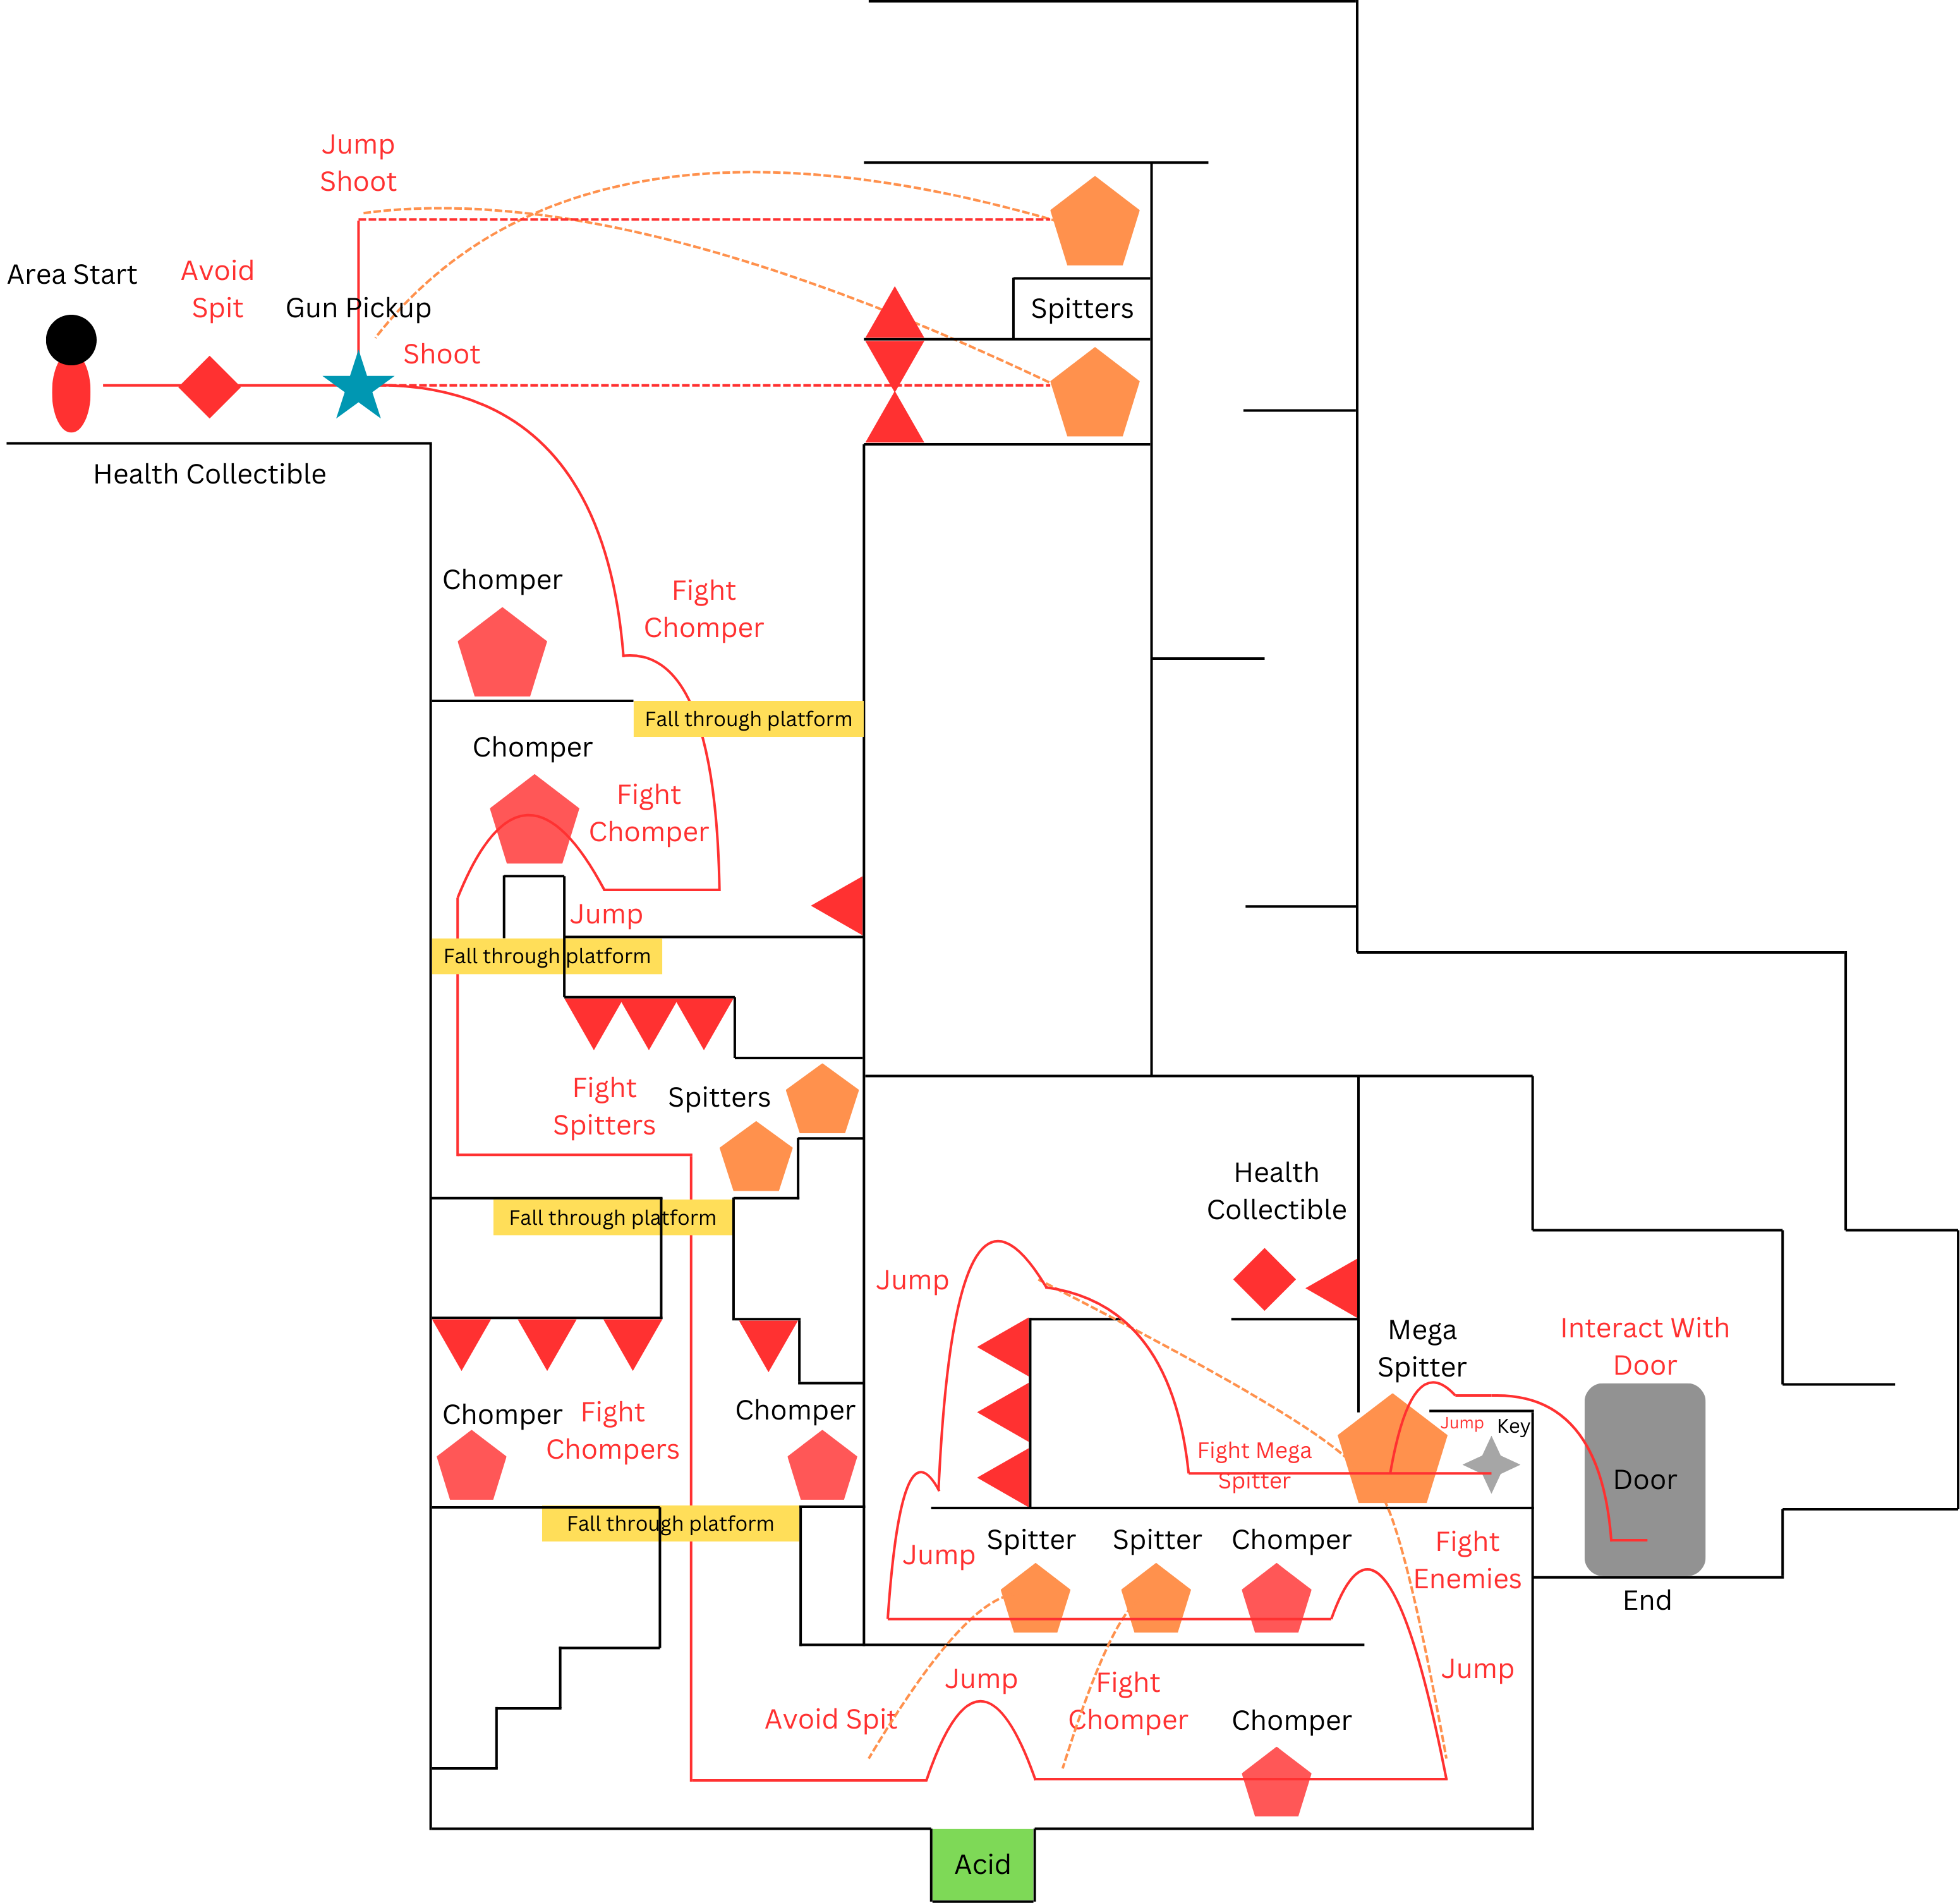 Jump
Shoot
Area Start
Avoid
Spit
Gun Pickup
Spitters
Shoot
Health Collectible
Chomper
Fight
Chomper
Fall through platform
Chomper
Fight
Chomper
Jump
Fall through platform
Fight
Spitters
Spitters
Health
Collectible
Fall through platform
Jump
Mega
Spitter
Interact With
Door
Chomper
Fight
Chompers
Chomper
Jump
Key
Fight Mega
Spitter
Door
Fall through platform
Jump
Spitter
Spitter
Chomper
Fight
Enemies
End
Jump
Jump
Avoid Spit
Fight
Chomper
Chomper
Acid